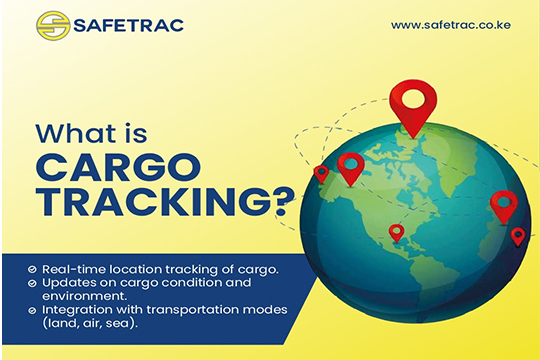 SAFETRAC
www.safetrac.co.ke
What is
CARGO
TRACKING?
Real-time location tracking of cargo.
Updates on cargo condition and
environment.
Integration with transportation modes
(land, air, sea).